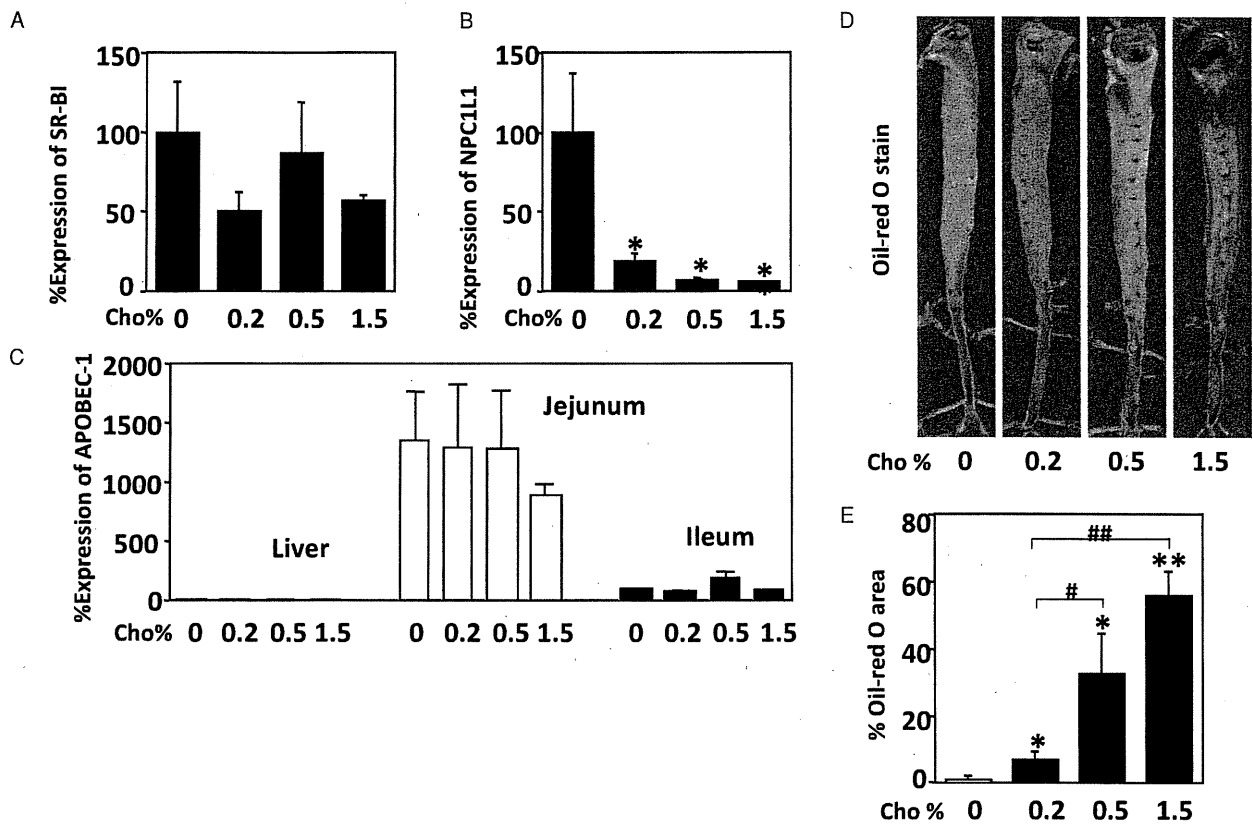 A
%Expression of SR-BI
150
100
50
0
Cho% 0 0.2 0.5 1.5
B
%Expression of NPC1L1
150
100
50
0
* * *
Cho% 0 0.2 0.5 1.5
C
%Expression of APOBEC-1
2000
1500
1000
500
0
Liver
Jejunum
Ileum
Cho% 0 0.2 0.5 1.5 0 0.2 0.5 1.5 0 0.2 0.5 1.5
D
Oil-red O stain
Cho % 0 0.2 0.5 1.5
E
% Oil-red O area
80
60
40
20
0
##
**
#
*
*
Cho % 0 0.2 0.5 1.5